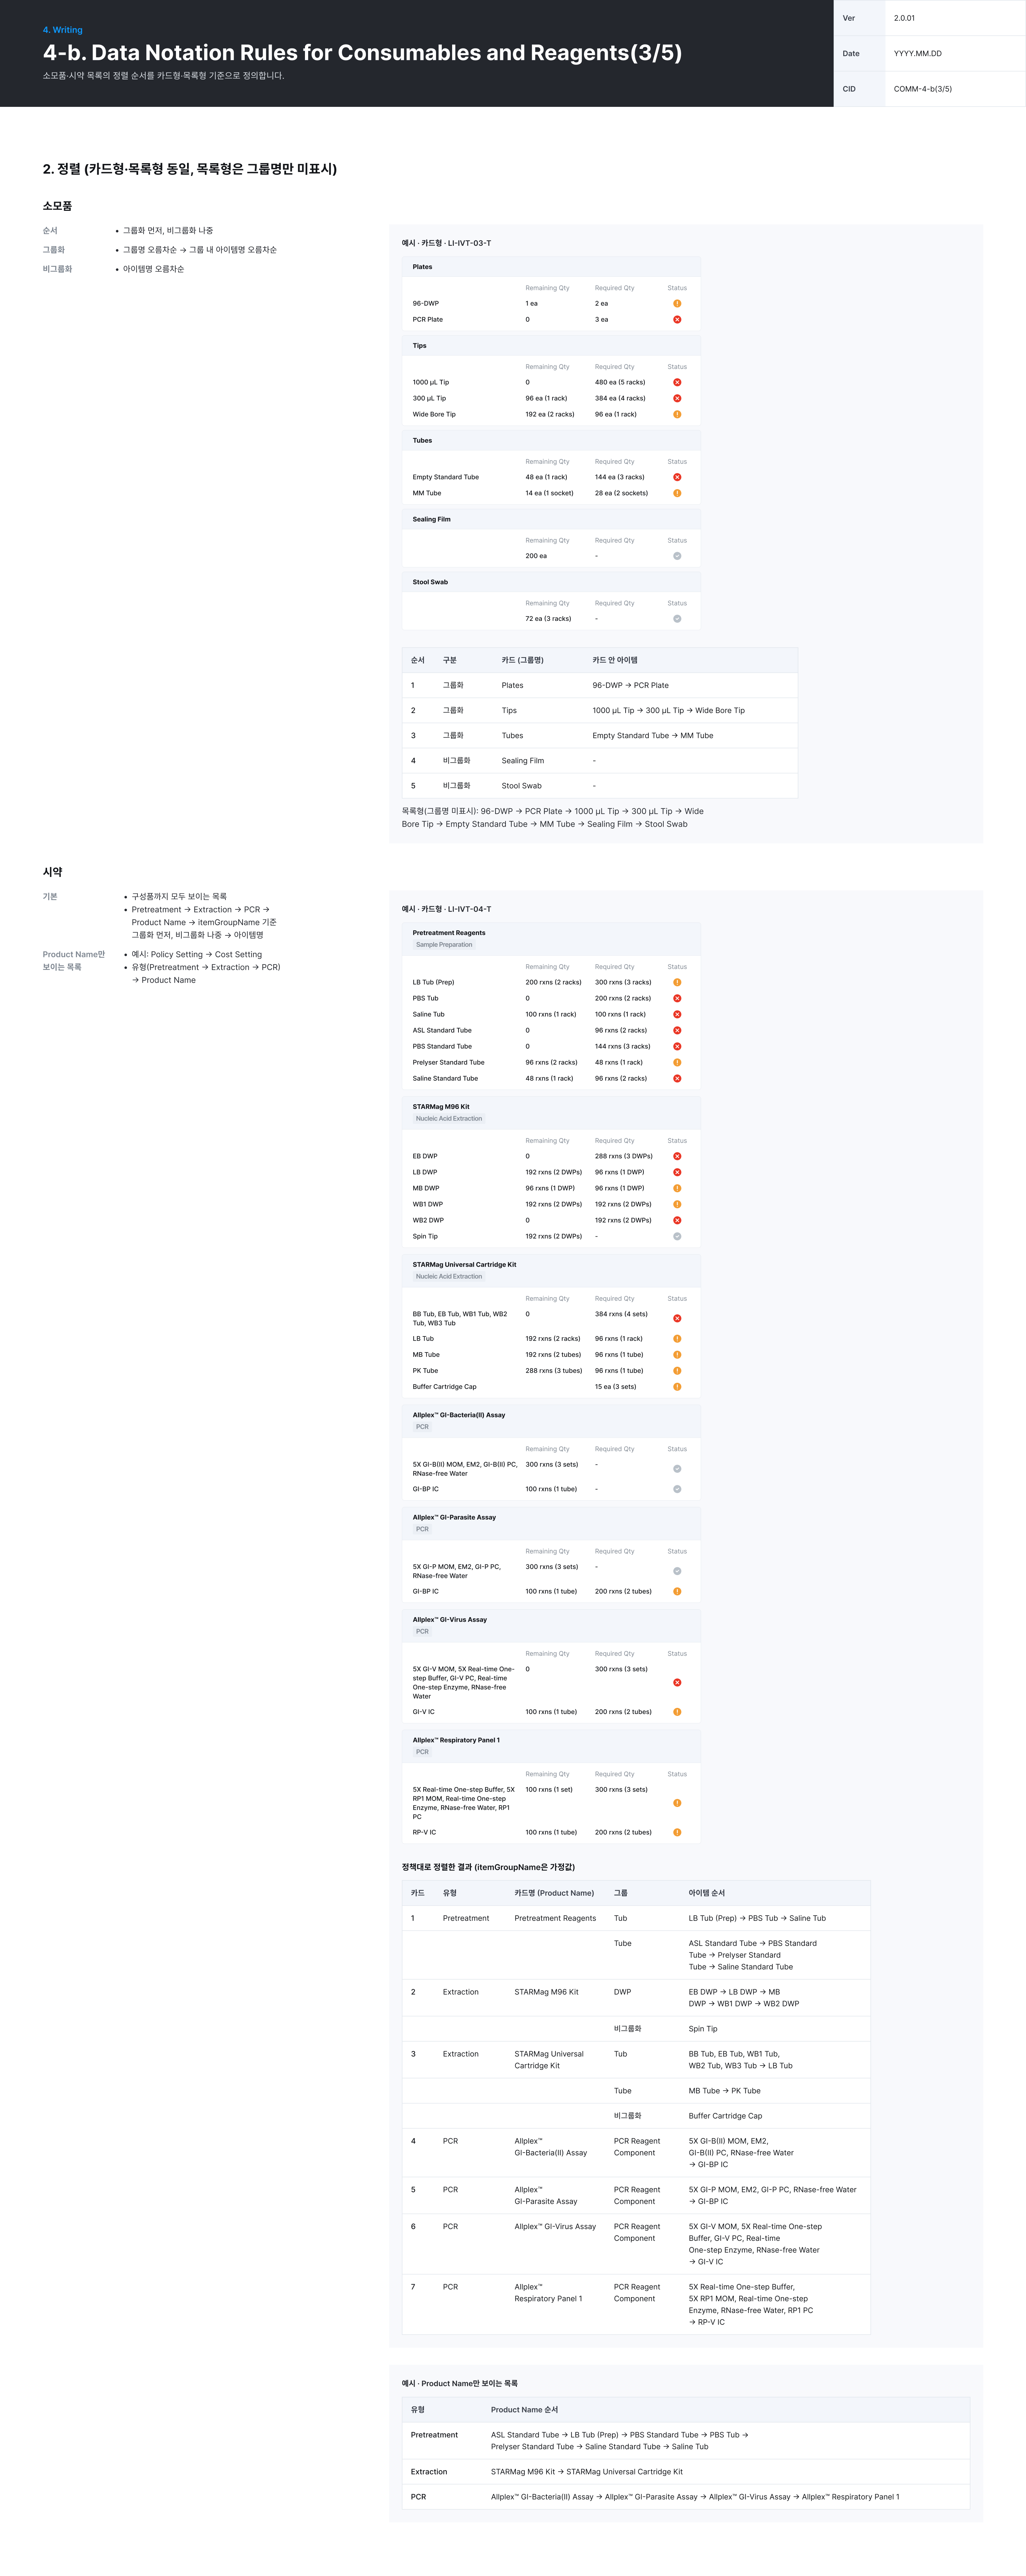 4. Writing
4-b. Data Notation Rules for Consumables and Reagents(3/5)
소모품·시약 목록의 정렬 순서를 카드형·목록형 기준으로 정의합니다.
Ver 2.0.01
Date YYYY.MM.DD
CID COMM-4-b(3/5)
2. 정렬 (카드형·목록형 동일, 목록형은 그룹명만 미표시)
소모품
순서 • 그룹화 먼저, 비그룹화 나중
그룹화 • 그룹명 오름차순 → 그룹 내 아이템명 오름차순
비그룹화 • 아이템명 오름차순
예시 · 카드형 · LI-IVT-03-T
Plates
Remaining Qty Required Qty Status
96-DWP 1 ea 2 ea
PCR Plate 0 3 ea
Tips
Remaining Qty Required Qty Status
1000 μL Tip 0 480 ea (5 racks)
300 μL Tip 96 ea (1 rack) 384 ea (4 racks)
Wide Bore Tip 192 ea (2 racks) 96 ea (1 rack)
Tubes
Remaining Qty Required Qty Status
Empty Standard Tube 48 ea (1 rack) 144 ea (3 racks)
MM Tube 14 ea (1 socket) 28 ea (2 sockets)
Sealing Film
Remaining Qty Required Qty Status
200 ea -
Stool Swab
Remaining Qty Required Qty Status
72 ea (3 racks) -
순서 구분 카드 (그룹명) 카드 안 아이템
1 그룹화 Plates 96-DWP → PCR Plate
2 그룹화 Tips 1000 μL Tip → 300 μL Tip → Wide Bore Tip
3 그룹화 Tubes Empty Standard Tube → MM Tube
4 비그룹화 Sealing Film -
5 비그룹화 Stool Swab -
목록형(그룹명 미표시): 96-DWP → PCR Plate → 1000 μL Tip → 300 μL Tip → Wide
Bore Tip → Empty Standard Tube → MM Tube → Sealing Film → Stool Swab
시약
기본 • 구성품까지 모두 보이는 목록
• Pretreatment → Extraction → PCR →
Product Name → itemGroupName 기준
그룹화 먼저, 비그룹화 나중 → 아이템명
Product Name만 • 예시: Policy Setting → Cost Setting
보이는 목록 • 유형(Pretreatment → Extraction → PCR)
→ Product Name
예시 · 카드형 · LI-IVT-04-T
Pretreatment Reagents
Sample Preparation
Remaining Qty Required Qty Status
LB Tub (Prep) 200 rxns (2 racks) 300 rxns (3 racks)
PBS Tub 0 200 rxns (2 racks)
Saline Tub 100 rxns (1 rack) 100 rxns (1 rack)
ASL Standard Tube 0 96 rxns (2 racks)
PBS Standard Tube 0 144 rxns (3 racks)
Prelyser Standard Tube 96 rxns (2 racks) 48 rxns (1 rack)
Saline Standard Tube 48 rxns (1 rack) 96 rxns (2 racks)
STARMag M96 Kit
Nucleic Acid Extraction
Remaining Qty Required Qty Status
EB DWP 0 288 rxns (3 DWPs)
LB DWP 192 rxns (2 DWPs) 96 rxns (1 DWP)
MB DWP 96 rxns (1 DWP) 96 rxns (1 DWP)
WB1 DWP 192 rxns (2 DWPs) 192 rxns (2 DWPs)
WB2 DWP 0 192 rxns (2 DWPs)
Spin Tip 192 rxns (2 DWPs) -
STARMag Universal Cartridge Kit
Nucleic Acid Extraction
Remaining Qty Required Qty Status
BB Tub, EB Tub, WB1 Tub, WB2 0 384 rxns (4 sets)
Tub, WB3 Tub
LB Tub 192 rxns (2 racks) 96 rxns (1 rack)
MB Tube 192 rxns (2 tubes) 96 rxns (1 tube)
PK Tube 288 rxns (3 tubes) 96 rxns (1 tube)
Buffer Cartridge Cap 15 ea (3 sets)
Allplex™ GI-Bacteria(II) Assay
PCR
Remaining Qty Required Qty Status
5X GI-B(II) MOM, EM2, GI-B(II) PC, 300 rxns (3 sets) -
RNase-free Water
GI-BP IC 100 rxns (1 tube) -
Allplex™ GI-Parasite Assay
PCR
Remaining Qty Required Qty Status
5X GI-P MOM, EM2, GI-P PC, 300 rxns (3 sets) -
RNase-free Water
GI-BP IC 100 rxns (1 tube) 200 rxns (2 tubes)
Allplex™ GI-Virus Assay
PCR
Remaining Qty Required Qty Status
5X GI-V MOM, 5X Real-time One- 0 300 rxns (3 sets)
step Buffer, GI-V PC, Real-time
One-step Enzyme, RNase-free
Water
GI-V IC 100 rxns (1 tube) 200 rxns (2 tubes)
Allplex™ Respiratory Panel 1
PCR
Remaining Qty Required Qty Status
5X Real-time One-step Buffer, 5X 100 rxns (1 set) 300 rxns (3 sets)
RP1 MOM, Real-time One-step
Enzyme, RNase-free Water, RP1
PC
RP-V IC 100 rxns (1 tube) 200 rxns (2 tubes)
정책대로 정렬한 결과 (itemGroupName은 가정값)
카드 유형 카드명 (Product Name) 그룹 아이템 순서
1 Pretreatment Pretreatment Reagents Tub LB Tub (Prep) → PBS Tub → Saline Tub
Tube ASL Standard Tube → PBS Standard
Tube → Prelyser Standard
Tube → Saline Standard Tube
2 Extraction STARMag M96 Kit DWP EB DWP → LB DWP → MB
DWP → WB1 DWP → WB2 DWP
비그룹화 Spin Tip
3 Extraction STARMag Universal Tub BB Tub, EB Tub, WB1 Tub,
Cartridge Kit WB2 Tub, WB3 Tub → LB Tub
Tube MB Tube → PK Tube
비그룹화 Buffer Cartridge Cap
4 PCR Allplex™ PCR Reagent 5X GI-B(II) MOM, EM2,
GI-Bacteria(II) Assay Component GI-B(II) PC, RNase-free Water
→ GI-BP IC
5 PCR Allplex™ PCR Reagent 5X GI-P MOM, EM2, GI-P PC, RNase-free Water
GI-Parasite Assay Component → GI-BP IC
6 PCR Allplex™ GI-Virus Assay PCR Reagent 5X GI-V MOM, 5X Real-time One-step
Component Buffer, GI-V PC, Real-time
One-step Enzyme, RNase-free Water
→ GI-V IC
7 PCR Allplex™ PCR Reagent 5X Real-time One-step Buffer,
Respiratory Panel 1 Component 5X RP1 MOM, Real-time One-step
Enzyme, RNase-free Water, RP1 PC
→ RP-V IC
예시 · Product Name만 보이는 목록
유형 Product Name 순서
Pretreatment ASL Standard Tube → LB Tub (Prep) → PBS Standard Tube → PBS Tub →
Prelyser Standard Tube → Saline Standard Tube → Saline Tub
Extraction STARMag M96 Kit → STARMag Universal Cartridge Kit
PCR Allplex™ GI-Bacteria(II) Assay → Allplex™ GI-Parasite Assay → Allplex™ GI-Virus Assay → Allplex™ Respiratory Panel 1